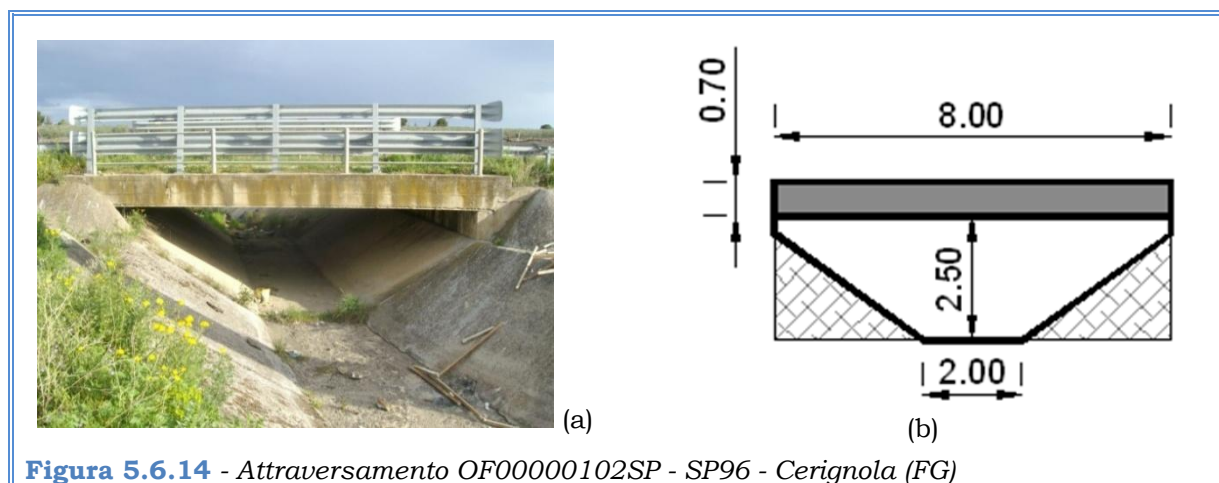 0.70
8.00
2.50
2.00
(a)
(b)
Figura 5.6.14 - Attraversamento OF00000102SP - SP96 - Cerignola (FG)